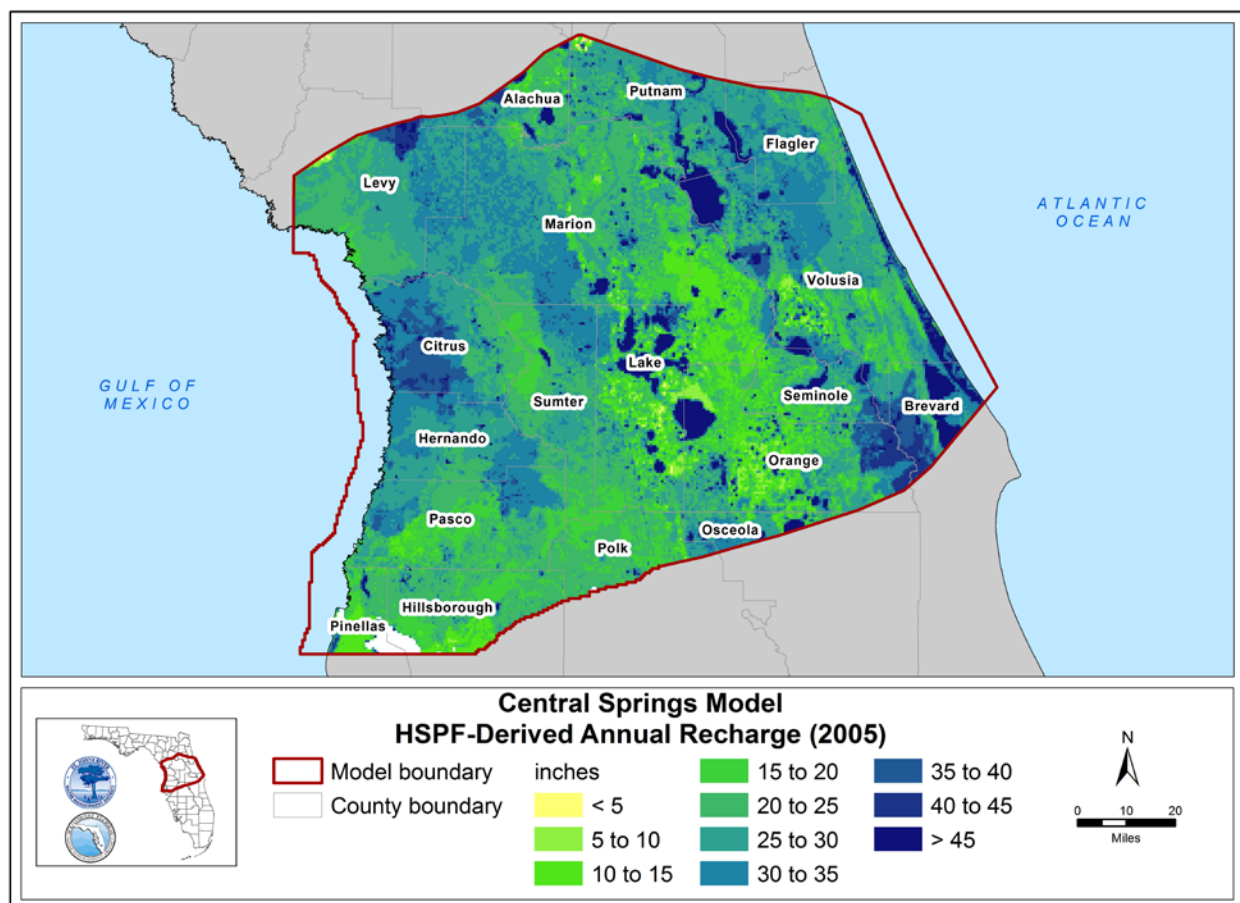 Alachua
Putnam
Flagler
Levy
Marion
ATLANTIC
OCEAN
Volusia
Citrus
Lake
GULF OF
MEXICO
Sumter
Seminole
Brevard
Hernando
Orange
Pasco
Osceola
Polk
Hillsborough
Pinellas
Central Springs Model
HSPF-Derived Annual Recharge (2005)
Model boundary
County boundary
inches
< 5
5 to 10
10 to 15
15 to 20
20 to 25
25 to 30
30 to 35
35 to 40
40 to 45
> 45
N
0 10 20
Miles